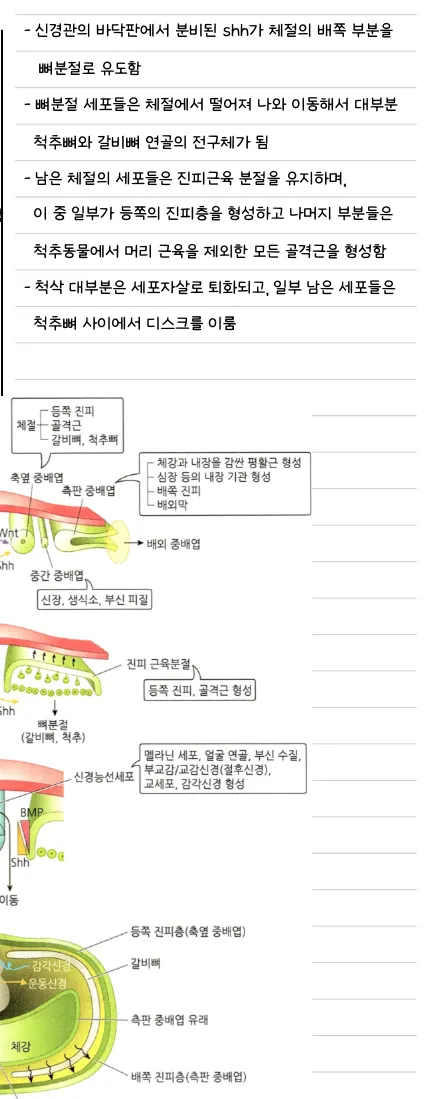 - 신경관의 바닥판에서 분비된 shh가 체절의 배쪽 부분을
뼈분절로 유도함
- 뼈분절 세포들은 체절에서 떨어져 나와 이동해서 대부분
척추뼈와 갈비뼈 연골의 전구체가 됨
- 남은 체절의 세포들은 진피근육 분절을 유지하며,
이 중 일부가 등쪽의 진피층을 형성하고 나머지 부분들은
척추동물에서 머리 근육을 제외한 모든 골격근을 형성함
- 척삭 대부분은 세포자살로 퇴화되고, 일부 남은 세포들은
척추뼈 사이에서 디스크를 이룸
체절
등쪽 진피
골격근
갈비뼈, 척추뼈
축옆 중배엽
측판 중배엽
체강과 내장을 감싼 평활근 형성
심장 등의 내장 기관 형성
배쪽 진피
배외막
Wnt
Shh
배외 중배엽
중간 중배엽
신장, 생식소, 부신 피질
진피 근육분절
등쪽 진피, 골격근 형성
Shh
뼈분절
(갈비뼈, 척추)
신경능선세포
멜라닌 세포, 얼굴 연골, 부신 수질,
부교감/교감신경(절후신경),
교세포, 감각신경 형성
BMP
Shh
이동
등쪽 진피층(축옆 중배엽)
갈비뼈
감각신경
운동신경
측판 중배엽 유래
체강
배쪽 진피층(측판 중배엽)